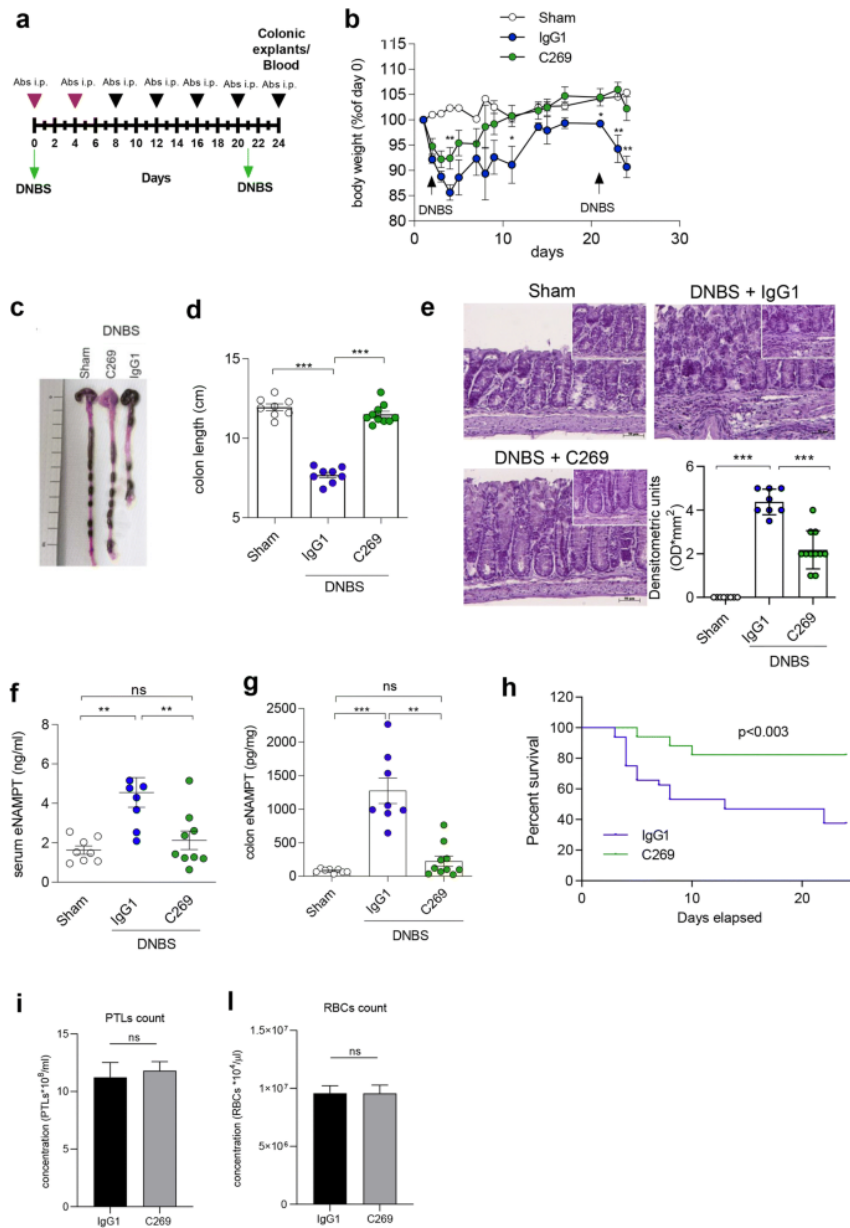 a
Colonic
explants/
Blood
Abs i.p. Abs i.p. Abs i.p. Abs i.p. Abs i.p. Abs i.p. Abs i.p.
0 2 4 6 8 10 12 14 16 18 20 22 24
DNBS Days DNBS
b
Sham
IgG1
C269
body weight (%of day 0)
115
105
100
95
90
85
80
** * * ** **
DNBS DNBS
0 10 20 30
days
c
DNBS
Sham C269 IgG1
d
colon length (cm)
15
10
5
*** ***
Sham IgG1 C269
DNBS
e
Sham DNBS + IgG1
DNBS + C269
Densitometric units
(OD*mm²)
6
4
2
0
*** ***
Sham IgG1 C269
DNBS
f
serum eNAMPT (ng/ml)
8
6
4
2
0
ns
** **
Sham IgG1 C269
DNBS
g
colon eNAMPT (pg/mg)
2500
2000
1500
1000
500
0
ns
*** **
Sham IgG1 C269
DNBS
h
Percent survival
120
100
80
60
40
20
0
p<0.003
IgG1
C269
0 10 20
Days elapsed
i
PTLs count
concentration (PTLs*10⁸/ml)
15
10
5
0
ns
IgG1 C269
l
RBCs count
concentration (RBCs *10⁴/µl)
1.5×10⁷
1×10⁷
5×10⁶
0
ns
IgG1 C269